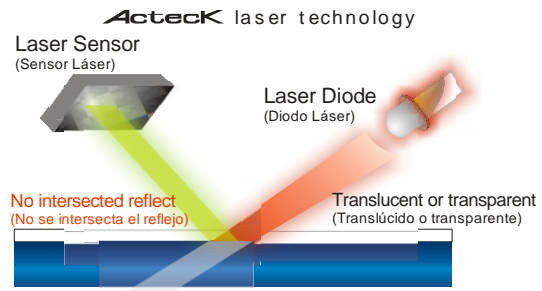 Acteck laser technology
Laser Sensor
(Sensor Láser)
Laser Diode
(Diodo Láser)
No intersected reflect
(No se intersecta el reflejo)
Translucent or transparent
(Translúcido o transparente)